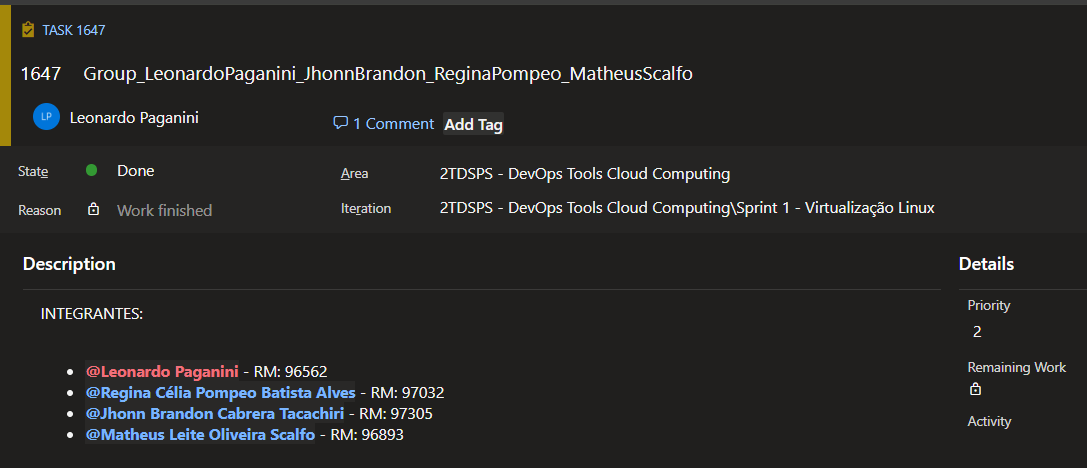 TASK 1647
1647 Group_LeonardoPaganini_JhonnBrandon_ReginaPompeo_MatheusScalfo
LP Leonardo Paganini 1 Comment Add Tag
State Done Area 2TDSPS - DevOps Tools Cloud Computing
Reason Work finished Iteration 2TDSPS - DevOps Tools Cloud Computing\Sprint 1 - Virtualização Linux
Description
INTEGRANTES:
• @Leonardo Paganini - RM: 96562
• @Regina Célia Pompeo Batista Alves - RM: 97032
• @Jhonn Brandon Cabrera Tacachiri - RM: 97305
• @Matheus Leite Oliveira Scalfo - RM: 96893
Details
Priority
2
Remaining Work
Activity